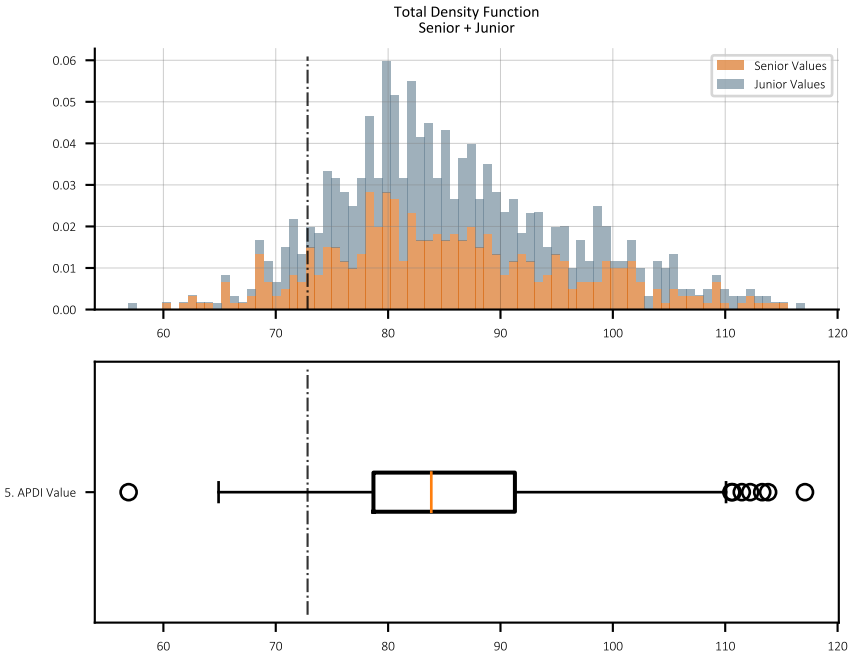 Total Density Function
Senior + Junior
0.06
0.05
0.04
0.03
0.02
0.01
0.00
Senior Values
Junior Values
60 70 80 90 100 110 120
5. APDI Value
60 70 80 90 100 110 120